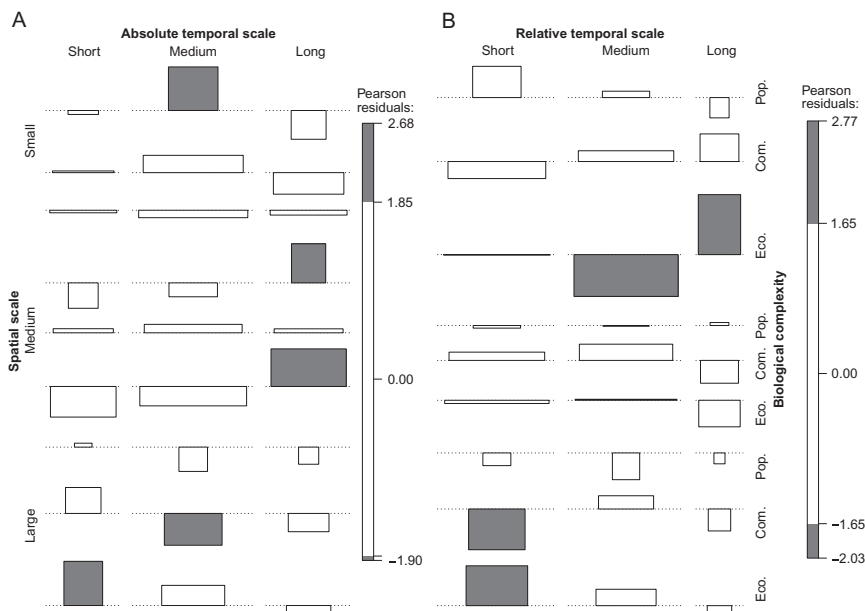 A
Absolute temporal scale
Short Medium Long
Pearson
residuals:
2.68
1.85
0.00
−1.90
Spatial scale
Small
Medium
Large
B
Relative temporal scale
Short Medium Long
Pearson
residuals:
2.77
1.65
0.00
−1.65
−2.03
Biological complexity
Pop.
Com.
Eco.
Pop.
Com.
Eco.
Pop.
Com.
Eco.